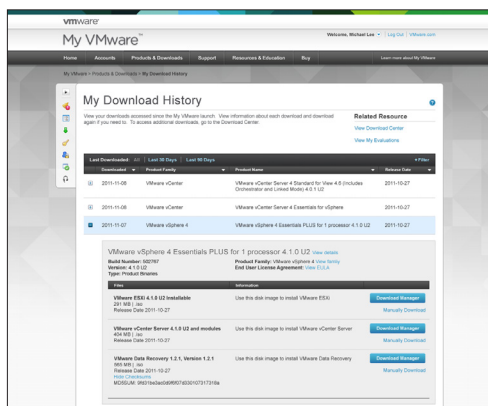 vmware
Welcome, Michael Lee | Log Out | VMware.com
My VMware™
Home Accounts Products & Downloads Support Resources & Education Buy Learn more about My VMware
My VMware > Products & Downloads > My Download History
My Download History
View your downloads accessed since the My VMware launch. View information about each download and download
again if you need to. To access additional downloads, go to the Download Center.
Related
Resource
View Download Center
View My Evaluations
Last Downloaded: All | Last 30 Days | Last 90 Days +Filter
Downloaded Product Family Product Name Release Date
2011-11-06 VMware vCenter VMware vCenter Server 4 Standard for View 4.6 (Includes
Orchestrator and Linked Mode) 4.0.1 U2 2011-10-27
2011-11-06 VMware vCenter VMware vCenter Server 4 Essentials for vSphere 2011-10-27
2011-11-07 VMware vSphere 4 VMware vSphere 4 Essentials PLUS for 1 processor 4.1.0 U2 2011-10-27
VMware vSphere 4 Essentials PLUS for 1 processor 4.1.0 U2 View details
Build Number: 502767 Product Family: VMware vSphere 4 View family
Version: 4.1.0 U2 End User License Agreement: View EULA
Type: Product Binaries
Files Information
VMware ESXi 4.1.0 U2 Installable Use this disk image to install VMware ESXi Download Manager
291 MB | .iso Manually Download
Release Date 2011-10-27
VMware vCenter Server 4.1.0 U2 and modules Use this disk image to install VMware vCenter Server Download Manager
404 MB | .iso Manually Download
Release Date 2011-10-27
VMware Data Recovery 1.2.1, Version 1.2.1 Use this disk image to install VMware Data Recovery Download Manager
565 MB | .iso Manually Download
Release Date 2011-10-27
Hide Checksums
MD5SUM: